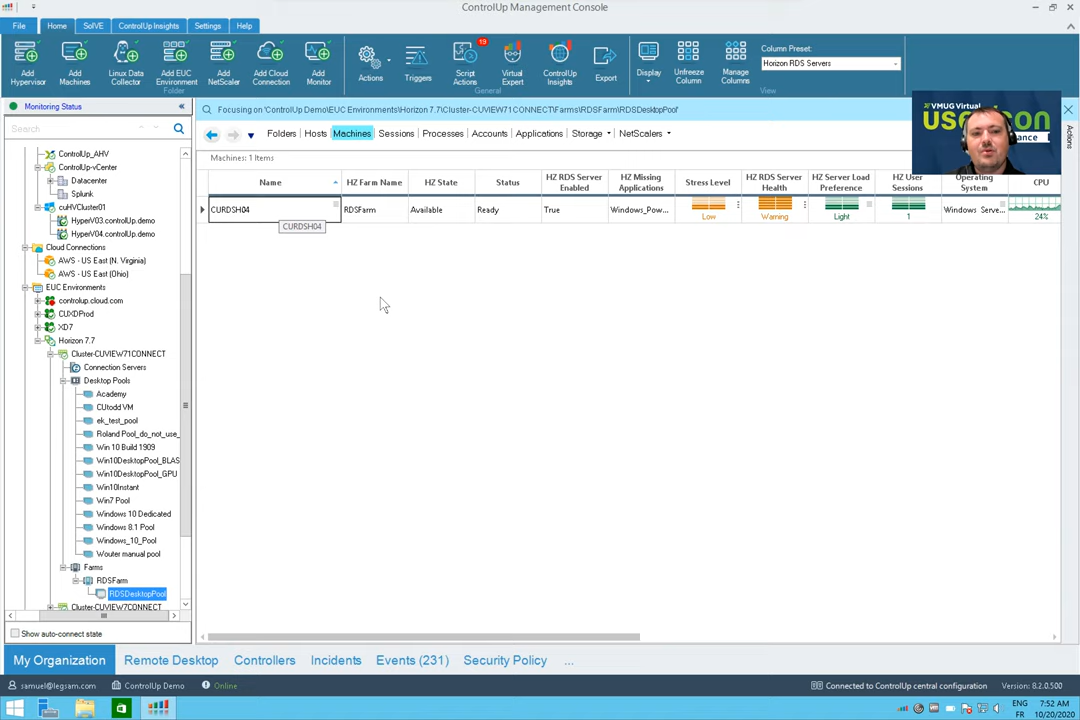 ControlUp Management Console
File Home SolVE ControlUp Insights Settings Help
Add Hypervisor
Add Machines
Linux Data Collector
Add EUC Environment
Add NetScaler
Add Cloud Connection
Add Monitor
Actions
Triggers
19
Script Actions
Virtual Expert
ControlUp Insights
Export
Display
Unfreeze Column
Manage Columns
Column Preset:
Horizon RDS Servers
Folder
General
View
Monitoring Status
Search
Focusing on 'ControlUp Demo\EUC Environments\Horizon 7.7\Cluster-CUVIEW71CONNECT\Farms\RDSFarm\RDSDesktopPool'
VMUG Virtual
Actions
Folders Hosts Machines Sessions Processes Accounts Applications Storage NetScalers
Machines: 1 Items
Name HZ Farm Name HZ State Status HZ RDS Server Enabled HZ Missing Applications Stress Level HZ RDS Server Health HZ Server Load Preference HZ User Sessions Operating System CPU
CURDSH04 RDSFarm Available Ready True Windows_Pow... Low Warning Light 1 Windows Serve... 24%
CURDSH04
ControlUp_AHV
ControlUp-vCenter
Datacenter
Splunk
cuHVCluster01
HyperV03.controlUp.demo
HyperV04.controlUp.demo
Cloud Connections
AWS - US East (N. Virginia)
AWS - US East (Ohio)
EUC Environments
controlup.cloud.com
CUXDProd
XD7
Horizon 7.7
Cluster-CUVIEW71CONNECT
Connection Servers
Desktop Pools
Academy
CUtodd VM
ek_test_pool
Roland Pool_do_not_use_
Win 10 Build 1909
Win10DesktopPool_BLAS
Win10DesktopPool_GPU
Win10Instant
Win7 Pool
Windows 10 Dedicated
Windows 8.1 Pool
Windows_10_Pool
Wouter manual pool
Farms
RDSFarm
RDSDesktopPool
Cluster-CUVIEW7CONNECT
Show auto-connect state
My Organization Remote Desktop Controllers Incidents Events (231) Security Policy ...
samuel@legsam.com ControlUp Demo Online Connected to ControlUp central configuration Version: 8.2.0.500
ENG 7:52 AM
FR 10/20/2020